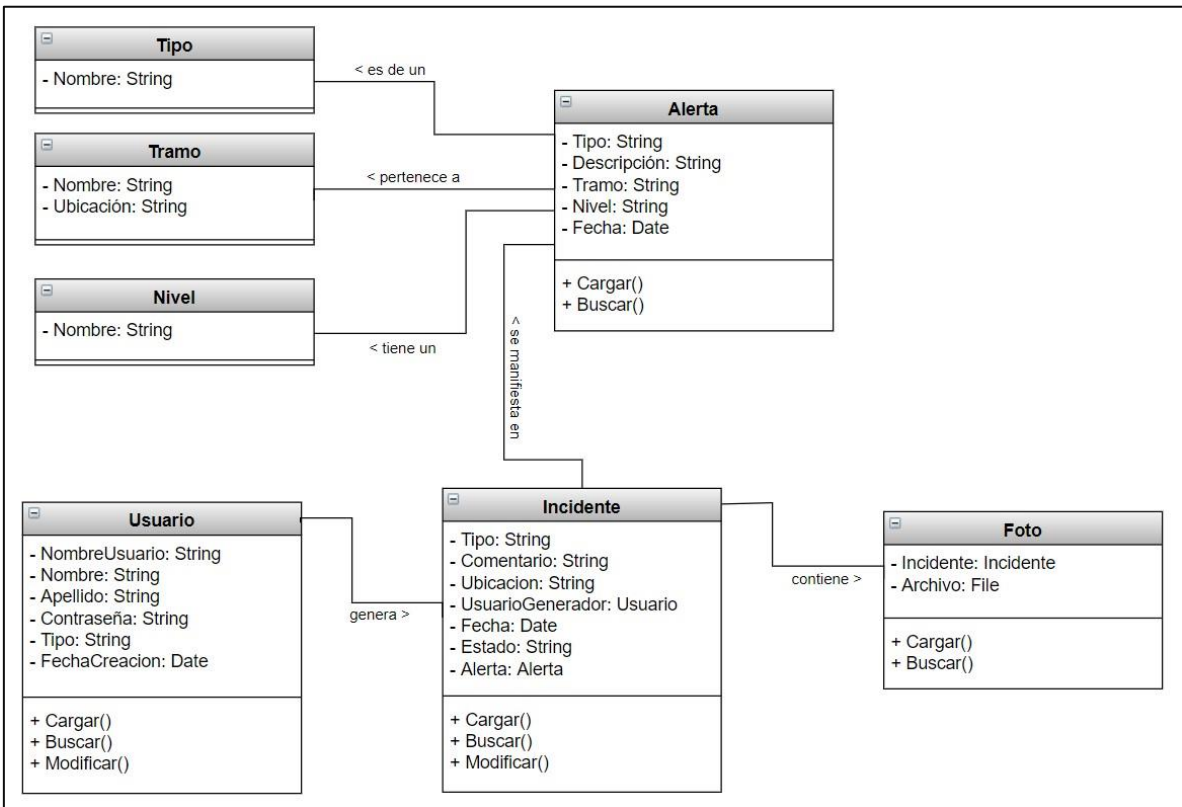 Tipo
- Nombre: String
< es de un
Tramo
- Nombre: String
- Ubicación: String
< pertenece a
Nivel
- Nombre: String
< tiene un
Alerta
- Tipo: String
- Descripción: String
- Tramo: String
- Nivel: String
- Fecha: Date
+ Cargar()
+ Buscar()
< se manifiesta en
Usuario
- NombreUsuario: String
- Nombre: String
- Apellido: String
- Contraseña: String
- Tipo: String
- FechaCreacion: Date
+ Cargar()
+ Buscar()
+ Modificar()
genera >
Incidente
- Tipo: String
- Comentario: String
- Ubicacion: String
- UsuarioGenerador: Usuario
- Fecha: Date
- Estado: String
- Alerta: Alerta
+ Cargar()
+ Buscar()
+ Modificar()
contiene >
Foto
- Incidente: Incidente
- Archivo: File
+ Cargar()
+ Buscar()